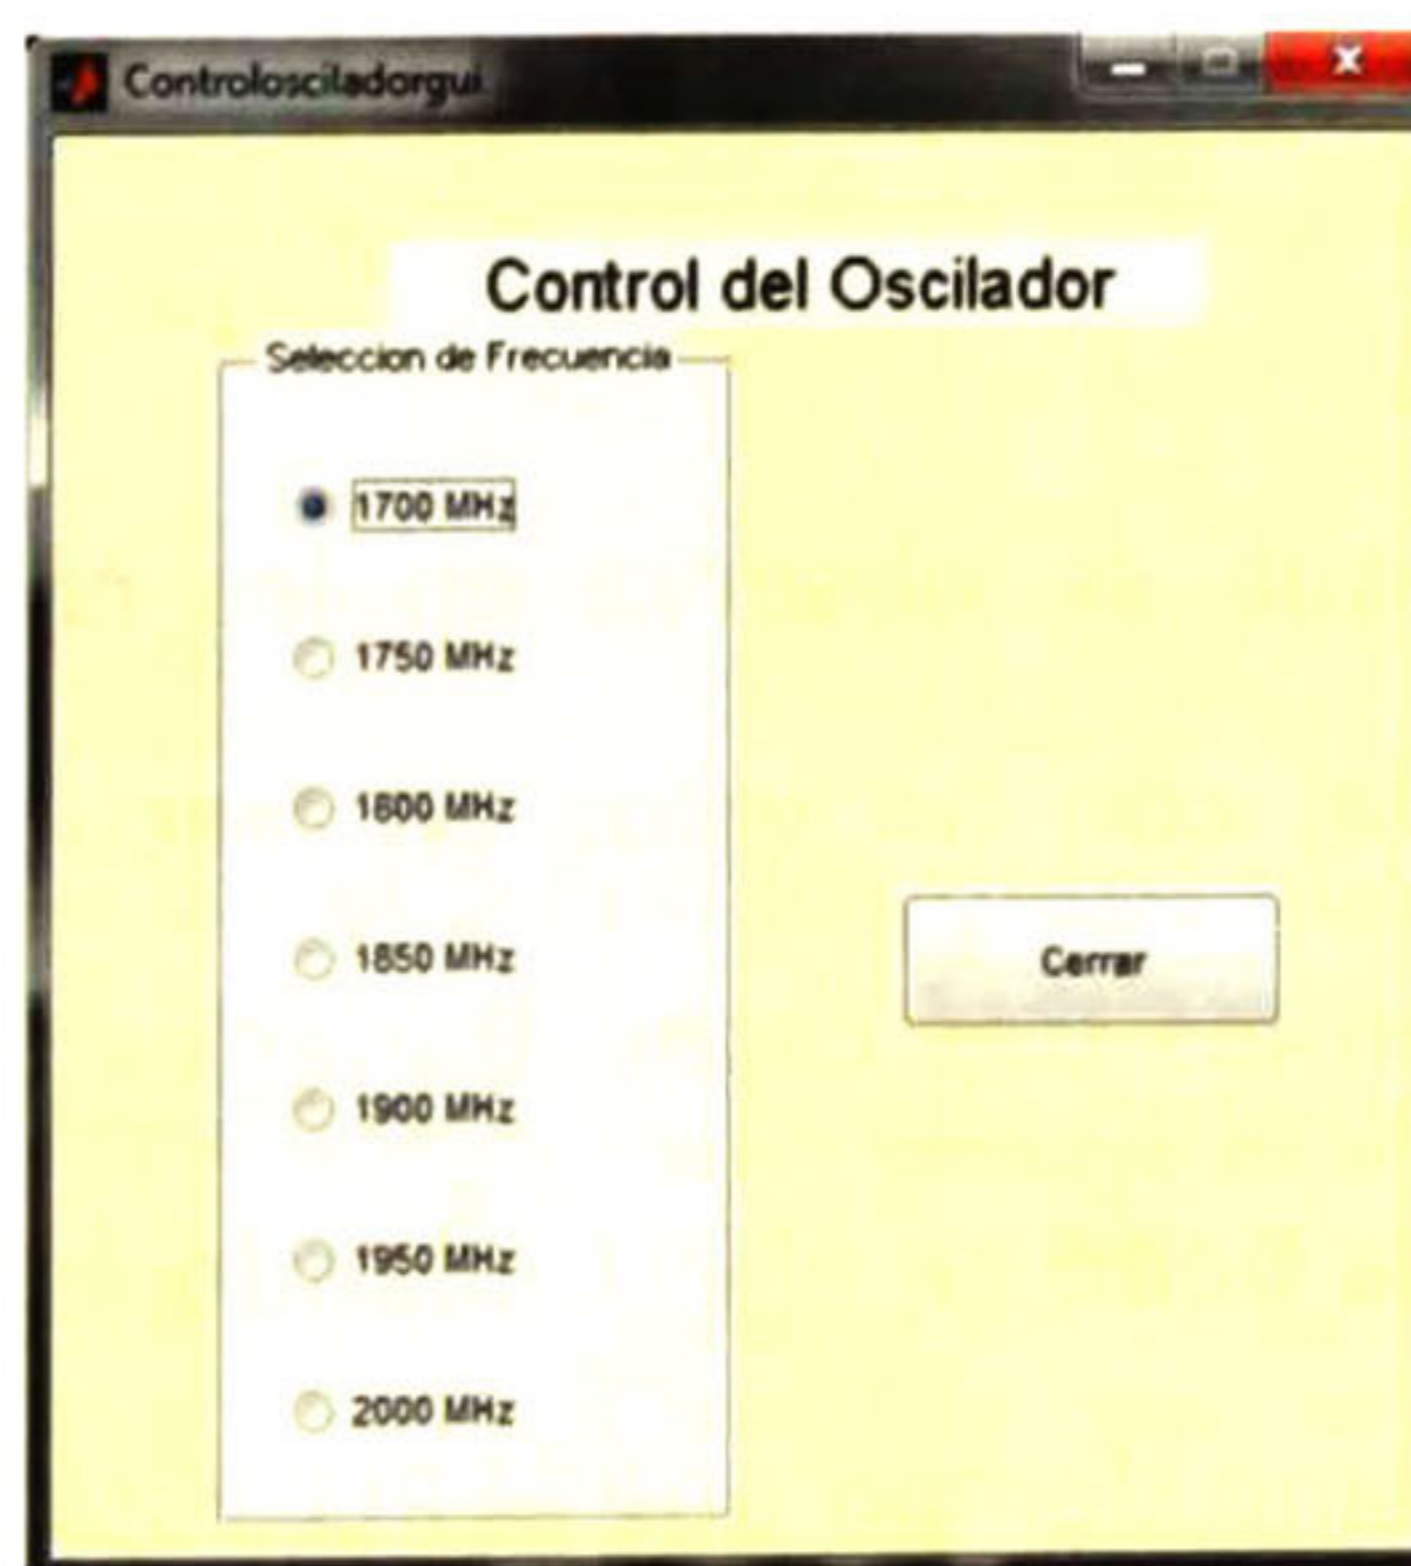 Controlosciladorgui
Control del Oscilador
Seleccion de Frecuencia
1700 MHz
1750 MHz
1800 MHz
1850 MHz
1900 MHz
1950 MHz
2000 MHz
Cerrar